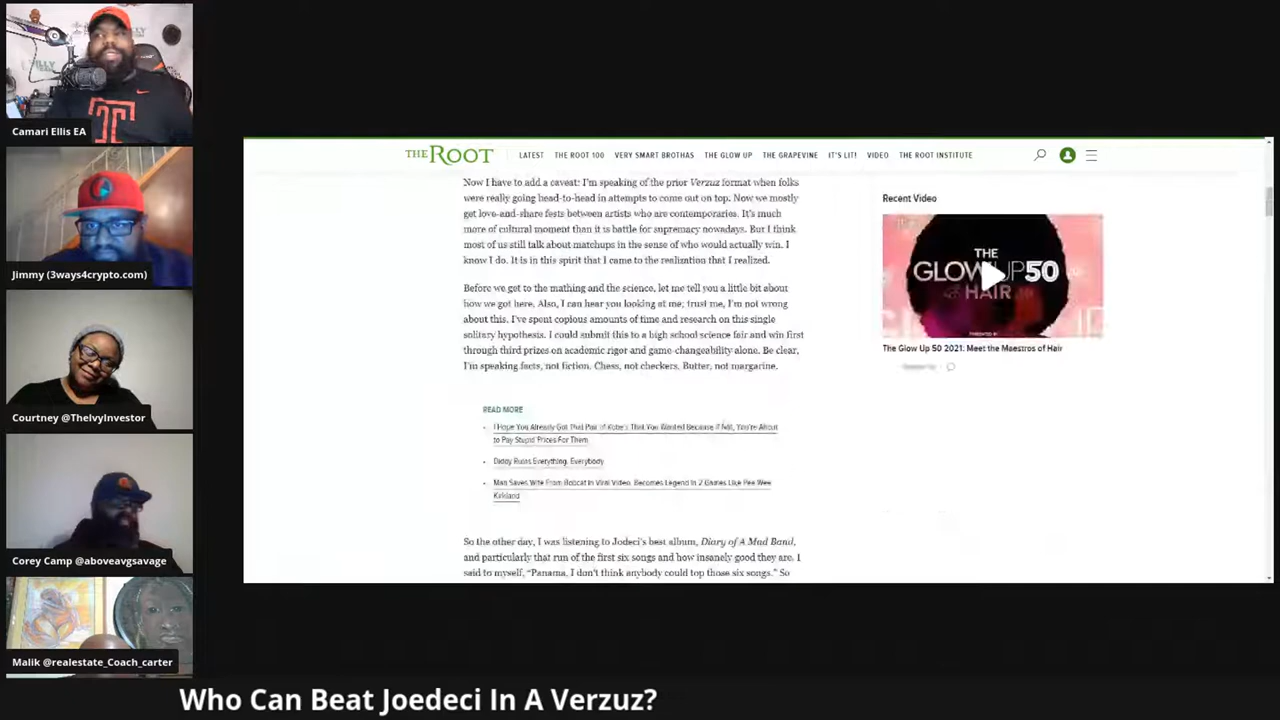 Camari Ellis EA
Jimmy (3ways4crypto.com)
Courtney @TheIvyInvestor
Corey Camp @aboveavgsavage
Malik @realestate_Coach_carter
THE ROOT
LATEST THE ROOT 100 VERY SMART BROTHAS THE GLOW UP THE GRAPEVINE IT'S LIT! VIDEO THE ROOT INSTITUTE
Now I have to add a caveat: I'm speaking of the prior Verzuz format when folks
were really going head-to-head in attempts to come out on top. Now we mostly
get love-and-share fests between artists who are contemporaries. It's much
more of cultural moment than it is battle for supremacy nowadays. But I think
most of us still talk about matchups in the sense of who would actually win. I
know I do. It is in this spirit that I came to the realization that I realized.
Before we get to the mathing and the science, let me tell you a little bit about
how we got here. Also, I can hear you looking at me; trust me, I'm not wrong
about this. I've spent copious amounts of time and research on this single
solitary hypothesis. I could submit this to a high school science fair and win first
through third prizes on academic rigor and game-changeability alone. Be clear,
I'm speaking facts, not fiction. Chess, not checkers. Butter, not margarine.
READ MORE
I Hope You Already Got That Pair of Kobe's That You Wanted Because if Not, You're About
to Pay Stupid Prices For Them
Diddy Runs Everything. Everybody
Man Saves Wife From Bobcat in Viral Video, Becomes Legend In 2 Games Like Pee Wee
Kirkland
So the other day, I was listening to Jodeci's best album, Diary of A Mad Band,
and particularly that run of the first six songs and how insanely good they are. I
said to myself, "Panama, I don't think anybody could top those six songs." So
Recent Video
THE
GLOW UP 50
HAIR
The Glow Up 50 2021: Meet the Maestros of Hair
Who Can Beat Joedeci In A Verzuz?